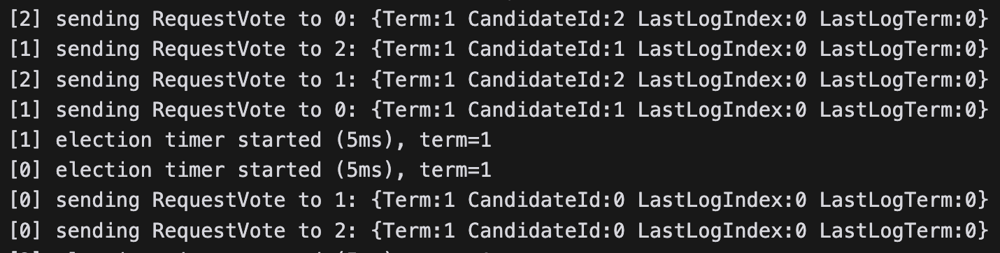 [2] sending RequestVote to 0: {Term:1 CandidateId:2 LastLogIndex:0 LastLogTerm:0}
[1] sending RequestVote to 2: {Term:1 CandidateId:1 LastLogIndex:0 LastLogTerm:0}
[2] sending RequestVote to 1: {Term:1 CandidateId:2 LastLogIndex:0 LastLogTerm:0}
[1] sending RequestVote to 0: {Term:1 CandidateId:1 LastLogIndex:0 LastLogTerm:0}
[1] election timer started (5ms), term=1
[0] election timer started (5ms), term=1
[0] sending RequestVote to 1: {Term:1 CandidateId:0 LastLogIndex:0 LastLogTerm:0}
[0] sending RequestVote to 2: {Term:1 CandidateId:0 LastLogIndex:0 LastLogTerm:0}